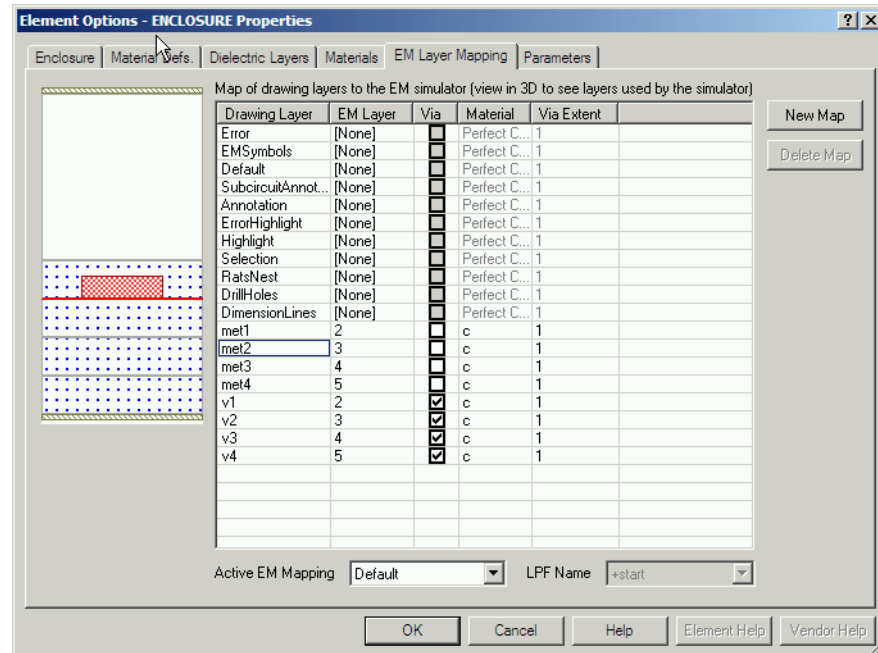 Element Options - ENCLOSURE Properties
Enclosure Material Defs. Dielectric Layers Materials EM Layer Mapping Parameters
Map of drawing layers to the EM simulator (view in 3D to see layers used by the simulator)
Drawing Layer EM Layer Via Material Via Extent
New Map
Delete Map
Error [None] Perfect C... 1
EMSymbols [None] Perfect C... 1
Default [None] Perfect C... 1
SubcircuitAnnot... [None] Perfect C... 1
Annotation [None] Perfect C... 1
ErrorHighlight [None] Perfect C... 1
Highlight [None] Perfect C... 1
Selection [None] Perfect C... 1
RatsNest [None] Perfect C... 1
DrillHoles [None] Perfect C... 1
DimensionLines [None] Perfect C... 1
met1 2 c 1
met2 3 c 1
met3 4 c 1
met4 5 c 1
v1 2 c 1
v2 3 c 1
v3 4 c 1
v4 5 c 1
Active EM Mapping Default LPF Name +start
OK Cancel Help Element Help Vendor Help